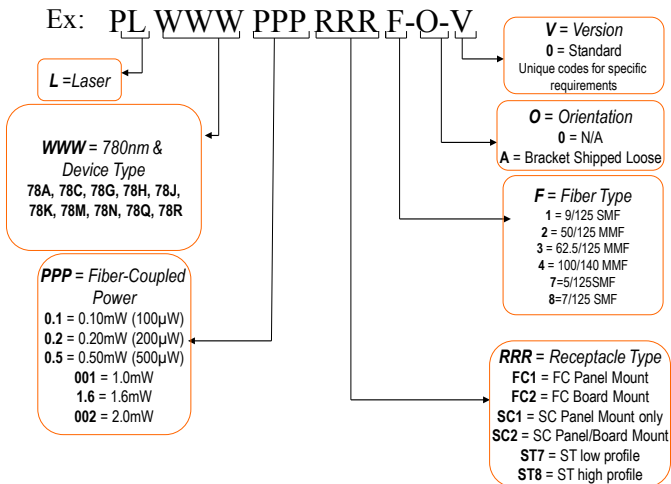 Ex: PLWWWPPPRRRF-O-V
L =Laser
WWW = 780nm &
Device Type
78A, 78C, 78G, 78H, 78J,
78K, 78M, 78N, 78Q, 78R
PPP = Fiber-Coupled
Power
0.1 = 0.10mW (100µW)
0.2 = 0.20mW (200µW)
0.5 = 0.50mW (500µW)
001 = 1.0mW
1.6 = 1.6mW
002 = 2.0mW
V = Version
0 = Standard
Unique codes for specific
requirements
O = Orientation
0 = N/A
A = Bracket Shipped Loose
F = Fiber Type
1 = 9/125 SMF
2 = 50/125 MMF
3 = 62.5/125 MMF
4 = 100/140 MMF
7=5/125SMF
8=7/125 SMF
RRR = Receptacle Type
FC1 = FC Panel Mount
FC2 = FC Board Mount
SC1 = SC Panel Mount only
SC2 = SC Panel/Board Mount
ST7 = ST low profile
ST8 = ST high profile